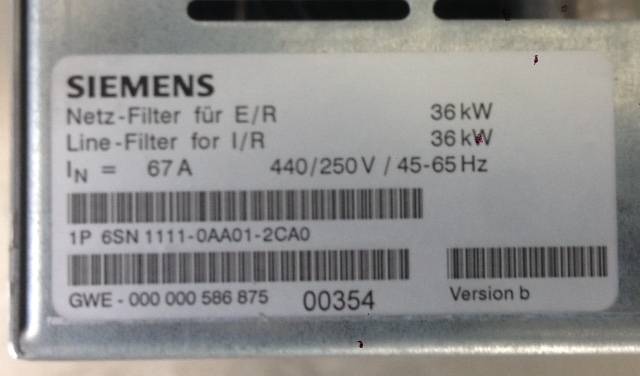 SIEMENS
Netz-Filter für E/R 36 kW
Line-Filter for I/R 36 kW
IN = 67 A 440/250 V / 45-65 Hz
1P 6SN 1111-0AA01-2CA0
GWE - 000 000 586 875 00354 Version b